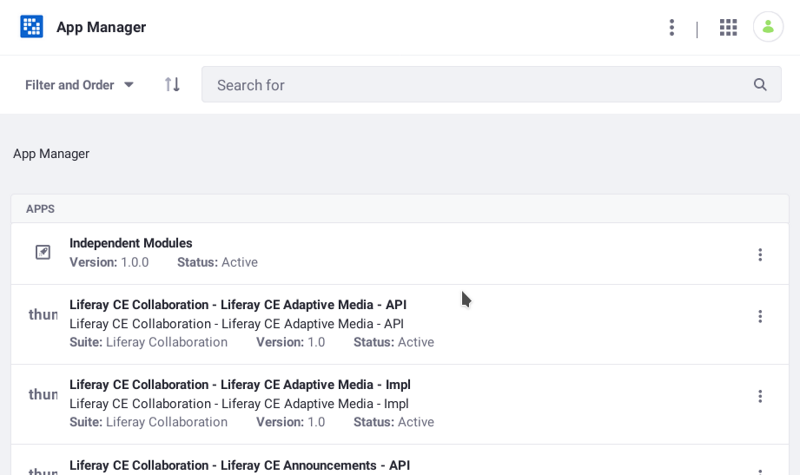 App Manager
Filter and Order
Search for
App Manager
APPS
Independent Modules
Version: 1.0.0 Status: Active
thun
Liferay CE Collaboration - Liferay CE Adaptive Media - API
Liferay CE Collaboration - Liferay CE Adaptive Media - API
Suite: Liferay Collaboration Version: 1.0 Status: Active
thun
Liferay CE Collaboration - Liferay CE Adaptive Media - Impl
Liferay CE Collaboration - Liferay CE Adaptive Media - Impl
Suite: Liferay Collaboration Version: 1.0 Status: Active
thun
Liferay CE Collaboration - Liferay CE Announcements - API